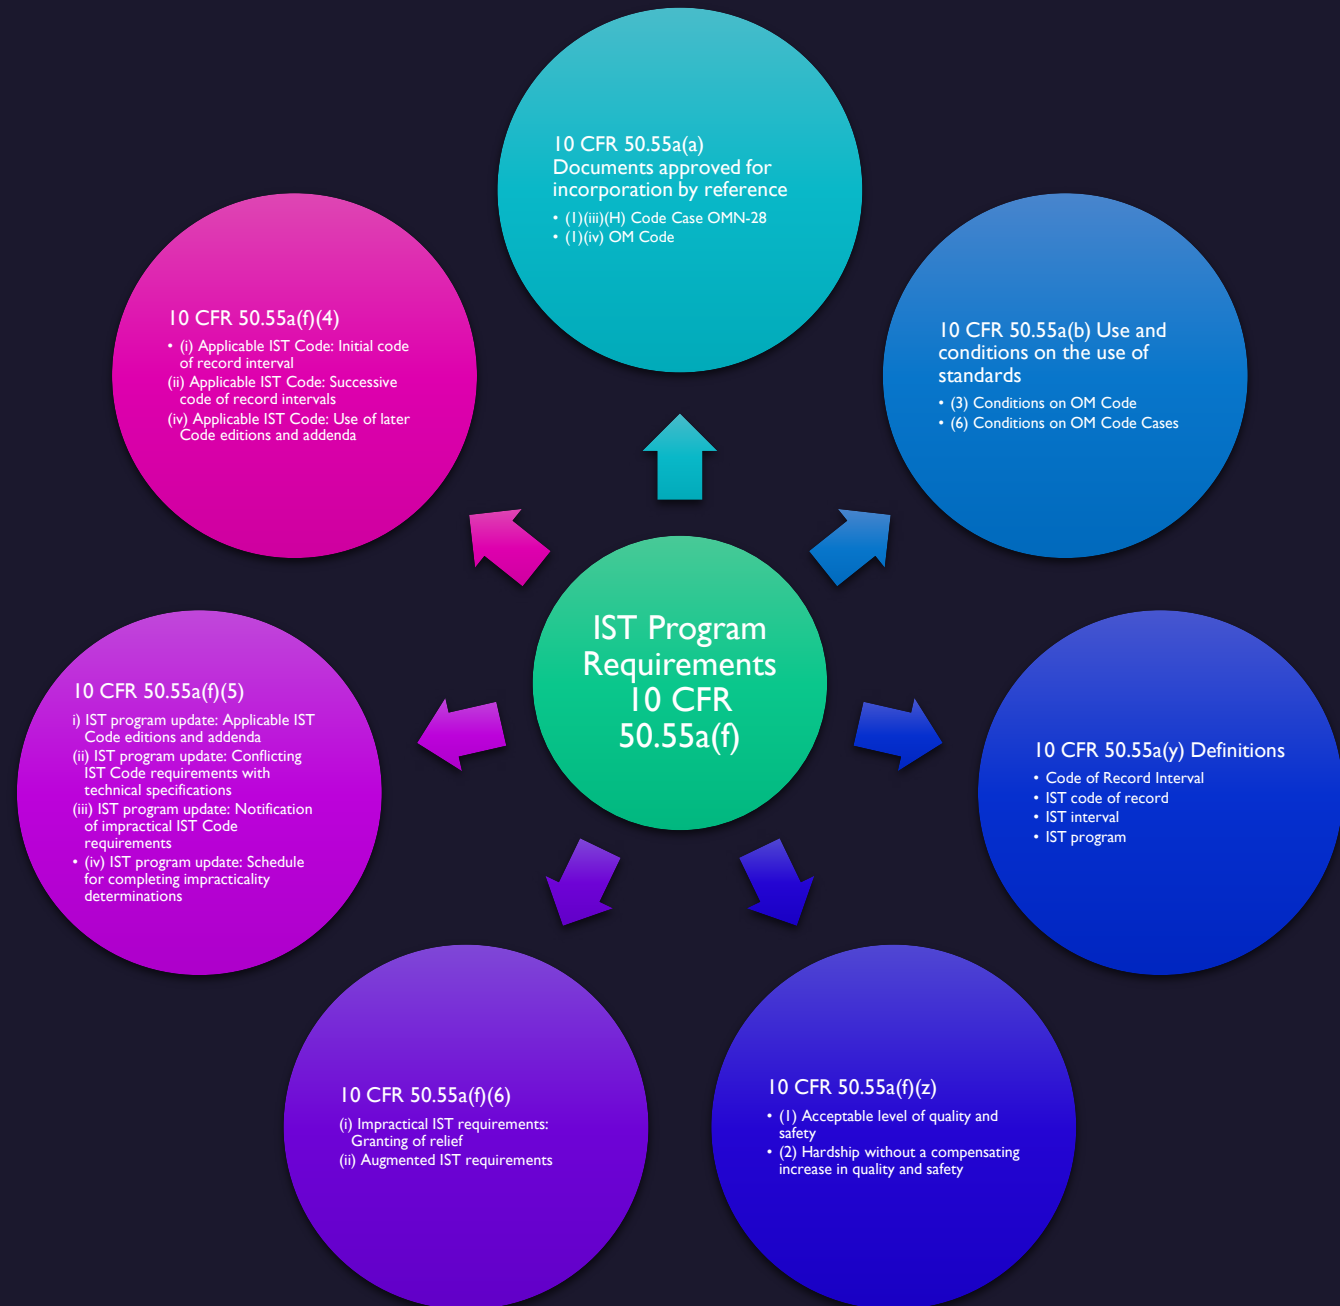 10 CFR 50.55a(a)
Documents approved for
incorporation by reference
• (1)(iii)(H) Code Case OMN-28
• (1)(iv) OM Code
10 CFR 50.55a(b) Use and
conditions on the use of
standards
• (3) Conditions on OM Code
• (6) Conditions on OM Code Cases
10 CFR 50.55a(y) Definitions
• Code of Record Interval
• IST code of record
• IST interval
• IST program
10 CFR 50.55a(f)(z)
• (1) Acceptable level of quality and
safety
• (2) Hardship without a compensating
increase in quality and safety
10 CFR 50.55a(f)(6)
(i) Impractical IST requirements:
Granting of relief
(ii) Augmented IST requirements
10 CFR 50.55a(f)(5)
i) IST program update: Applicable IST
Code editions and addenda
(ii) IST program update: Conflicting
IST Code requirements with
technical specifications
(iii) IST program update: Notification
of impractical IST Code
requirements
• (iv) IST program update: Schedule
for completing impracticality
determinations
10 CFR 50.55a(f)(4)
• (i) Applicable IST Code: Initial code
of record interval
(ii) Applicable IST Code: Successive
code of record intervals
(iv) Applicable IST Code: Use of later
Code editions and addenda
IST Program
Requirements
10 CFR
50.55a(f)